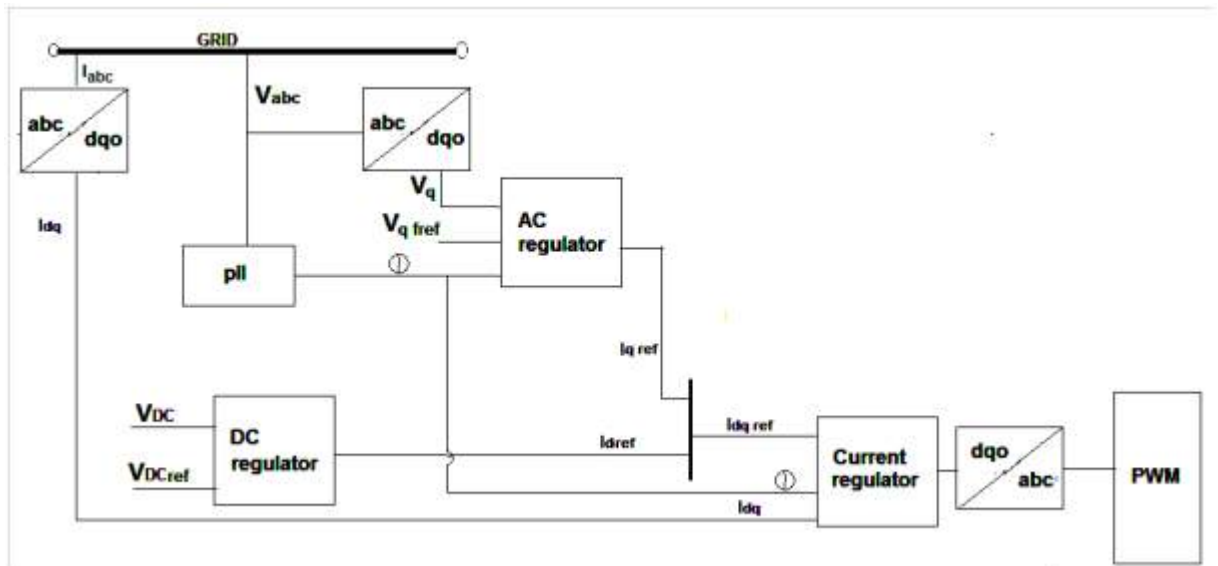 GRID
Iabc
Vabc
abc
dqo
abc
dqo
Vq
Vq fref
AC
regulator
Idq
pll
Iq ref
VDC
VDCref
DC
regulator
Idref
Idq ref
Idq
Current
regulator
dqo
abc
PWM